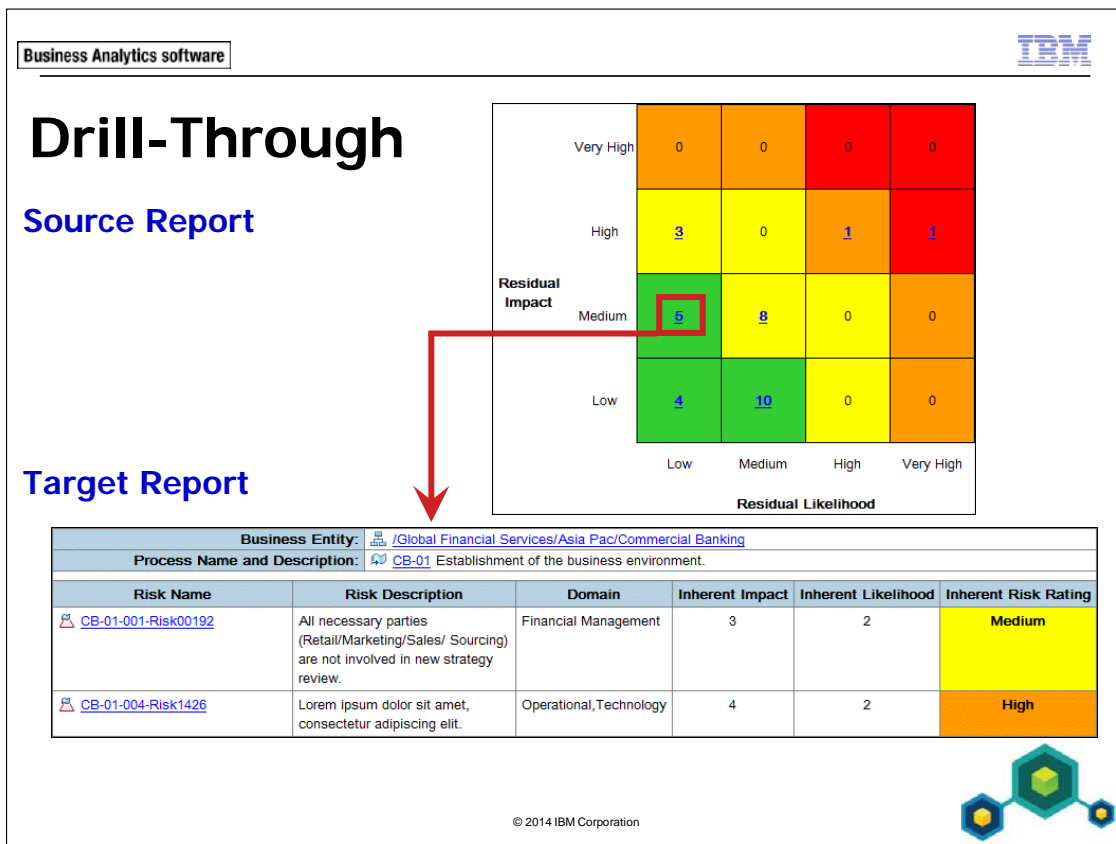 Business Analytics software
IBM
Drill-Through
Source Report
Very High 0 0 0 0
High 3 0 1 1
Residual
Impact
Medium 5 8 0 0
Low 4 10 0 0
Low Medium High Very High
Residual Likelihood
Target Report
Business Entity: /Global Financial Services/Asia Pac/Commercial Banking
Process Name and Description: CB-01 Establishment of the business environment.
Risk Name Risk Description Domain Inherent Impact Inherent Likelihood Inherent Risk Rating
CB-01-001-Risk00192 All necessary parties Financial Management 3 2 Medium
(Retail/Marketing/Sales/ Sourcing)
are not involved in new strategy
review.
CB-01-004-Risk1426 Lorem ipsum dolor sit amet, Operational,Technology 4 2 High
consectetur adipiscing elit.
© 2014 IBM Corporation